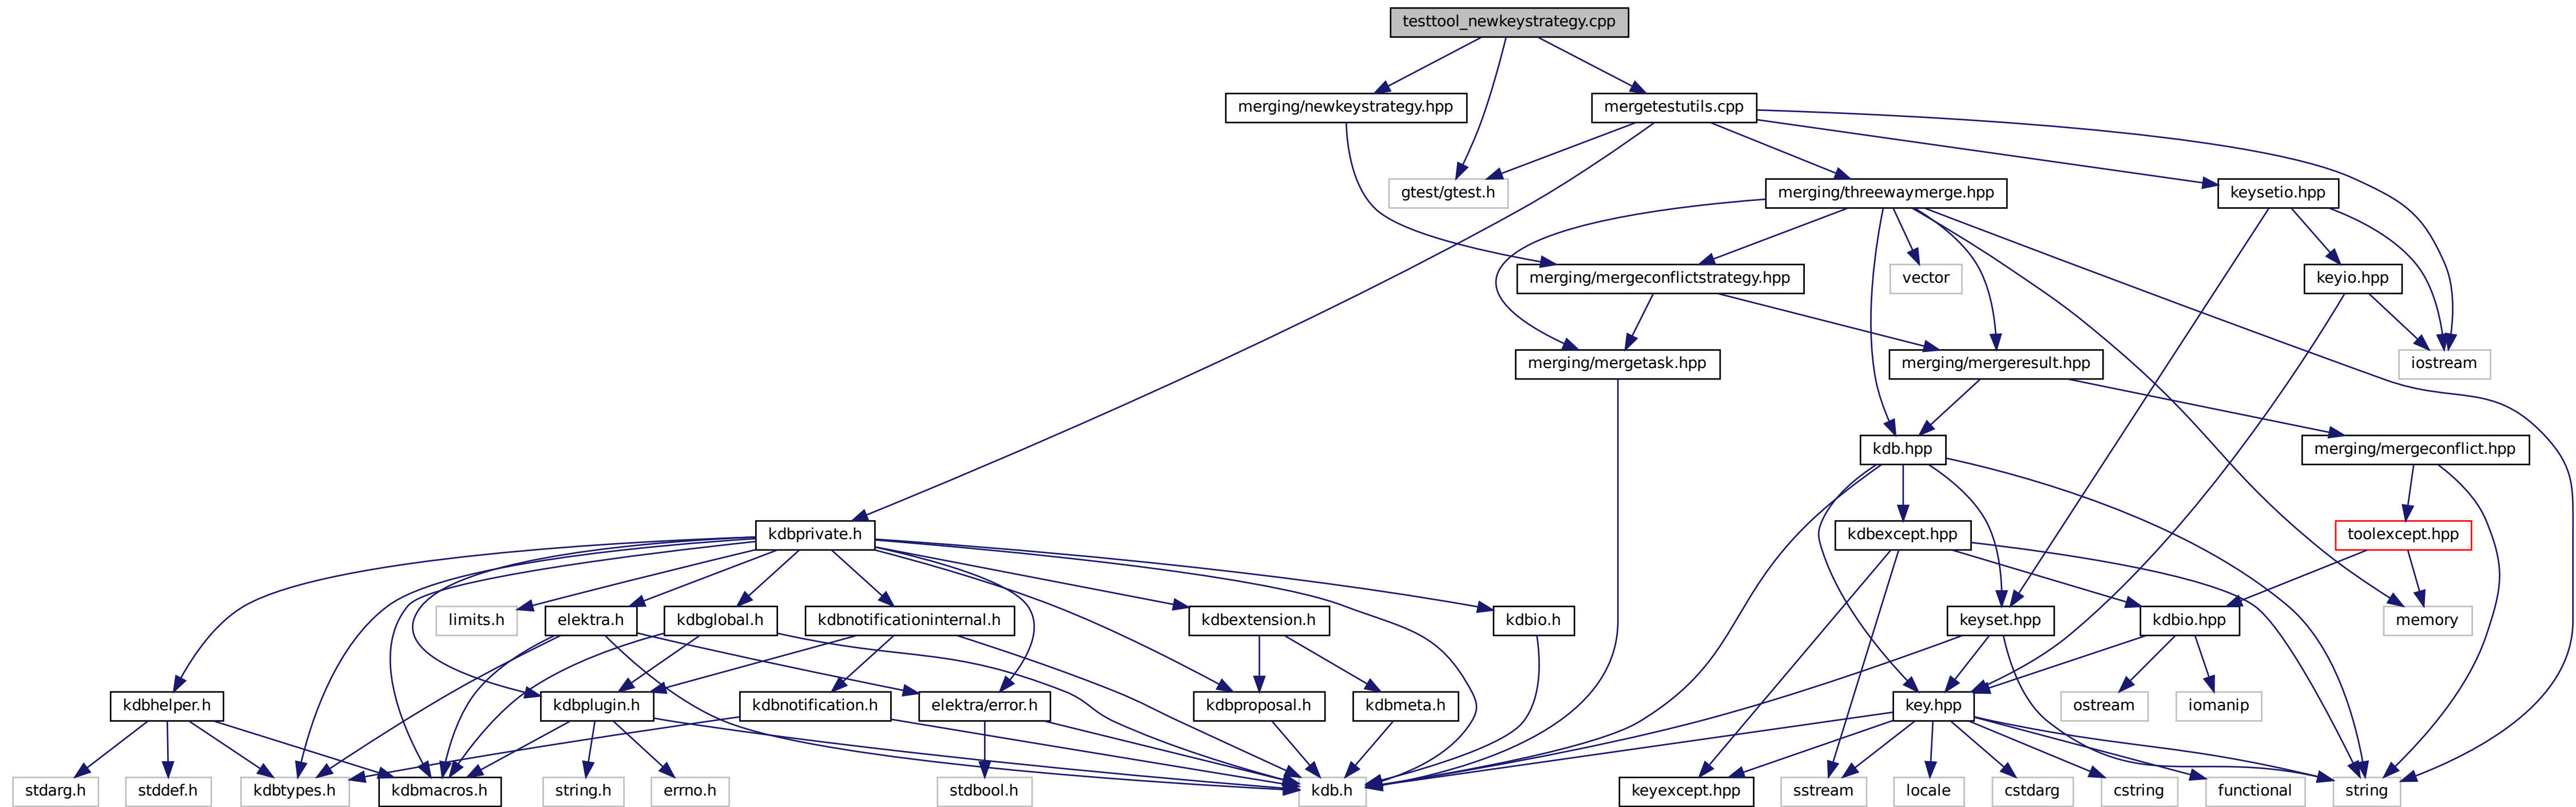 testtool_newkeystrategy.cpp
merging/newkeystrategy.hpp
mergetestutils.cpp
gtest/gtest.h
merging/threewaymerge.hpp
keysetio.hpp
merging/mergeconflictstrategy.hpp
vector
keyio.hpp
merging/mergetask.hpp
merging/mergeresult.hpp
iostream
kdb.hpp
merging/mergeconflict.hpp
kdbprivate.h
kdbexcept.hpp
toolexcept.hpp
limits.h
elektra.h
kdbglobal.h
kdbnotificationinternal.h
kdbextension.h
kdbio.h
keyset.hpp
kdbio.hpp
memory
kdbhelper.h
kdbplugin.h
kdbnotification.h
elektra/error.h
kdbproposal.h
kdbmeta.h
key.hpp
ostream
iomanip
stdarg.h
stddef.h
kdbtypes.h
kdbmacros.h
string.h
errno.h
stdbool.h
kdb.h
keyexcept.hpp
sstream
locale
cstdarg
cstring
functional
string